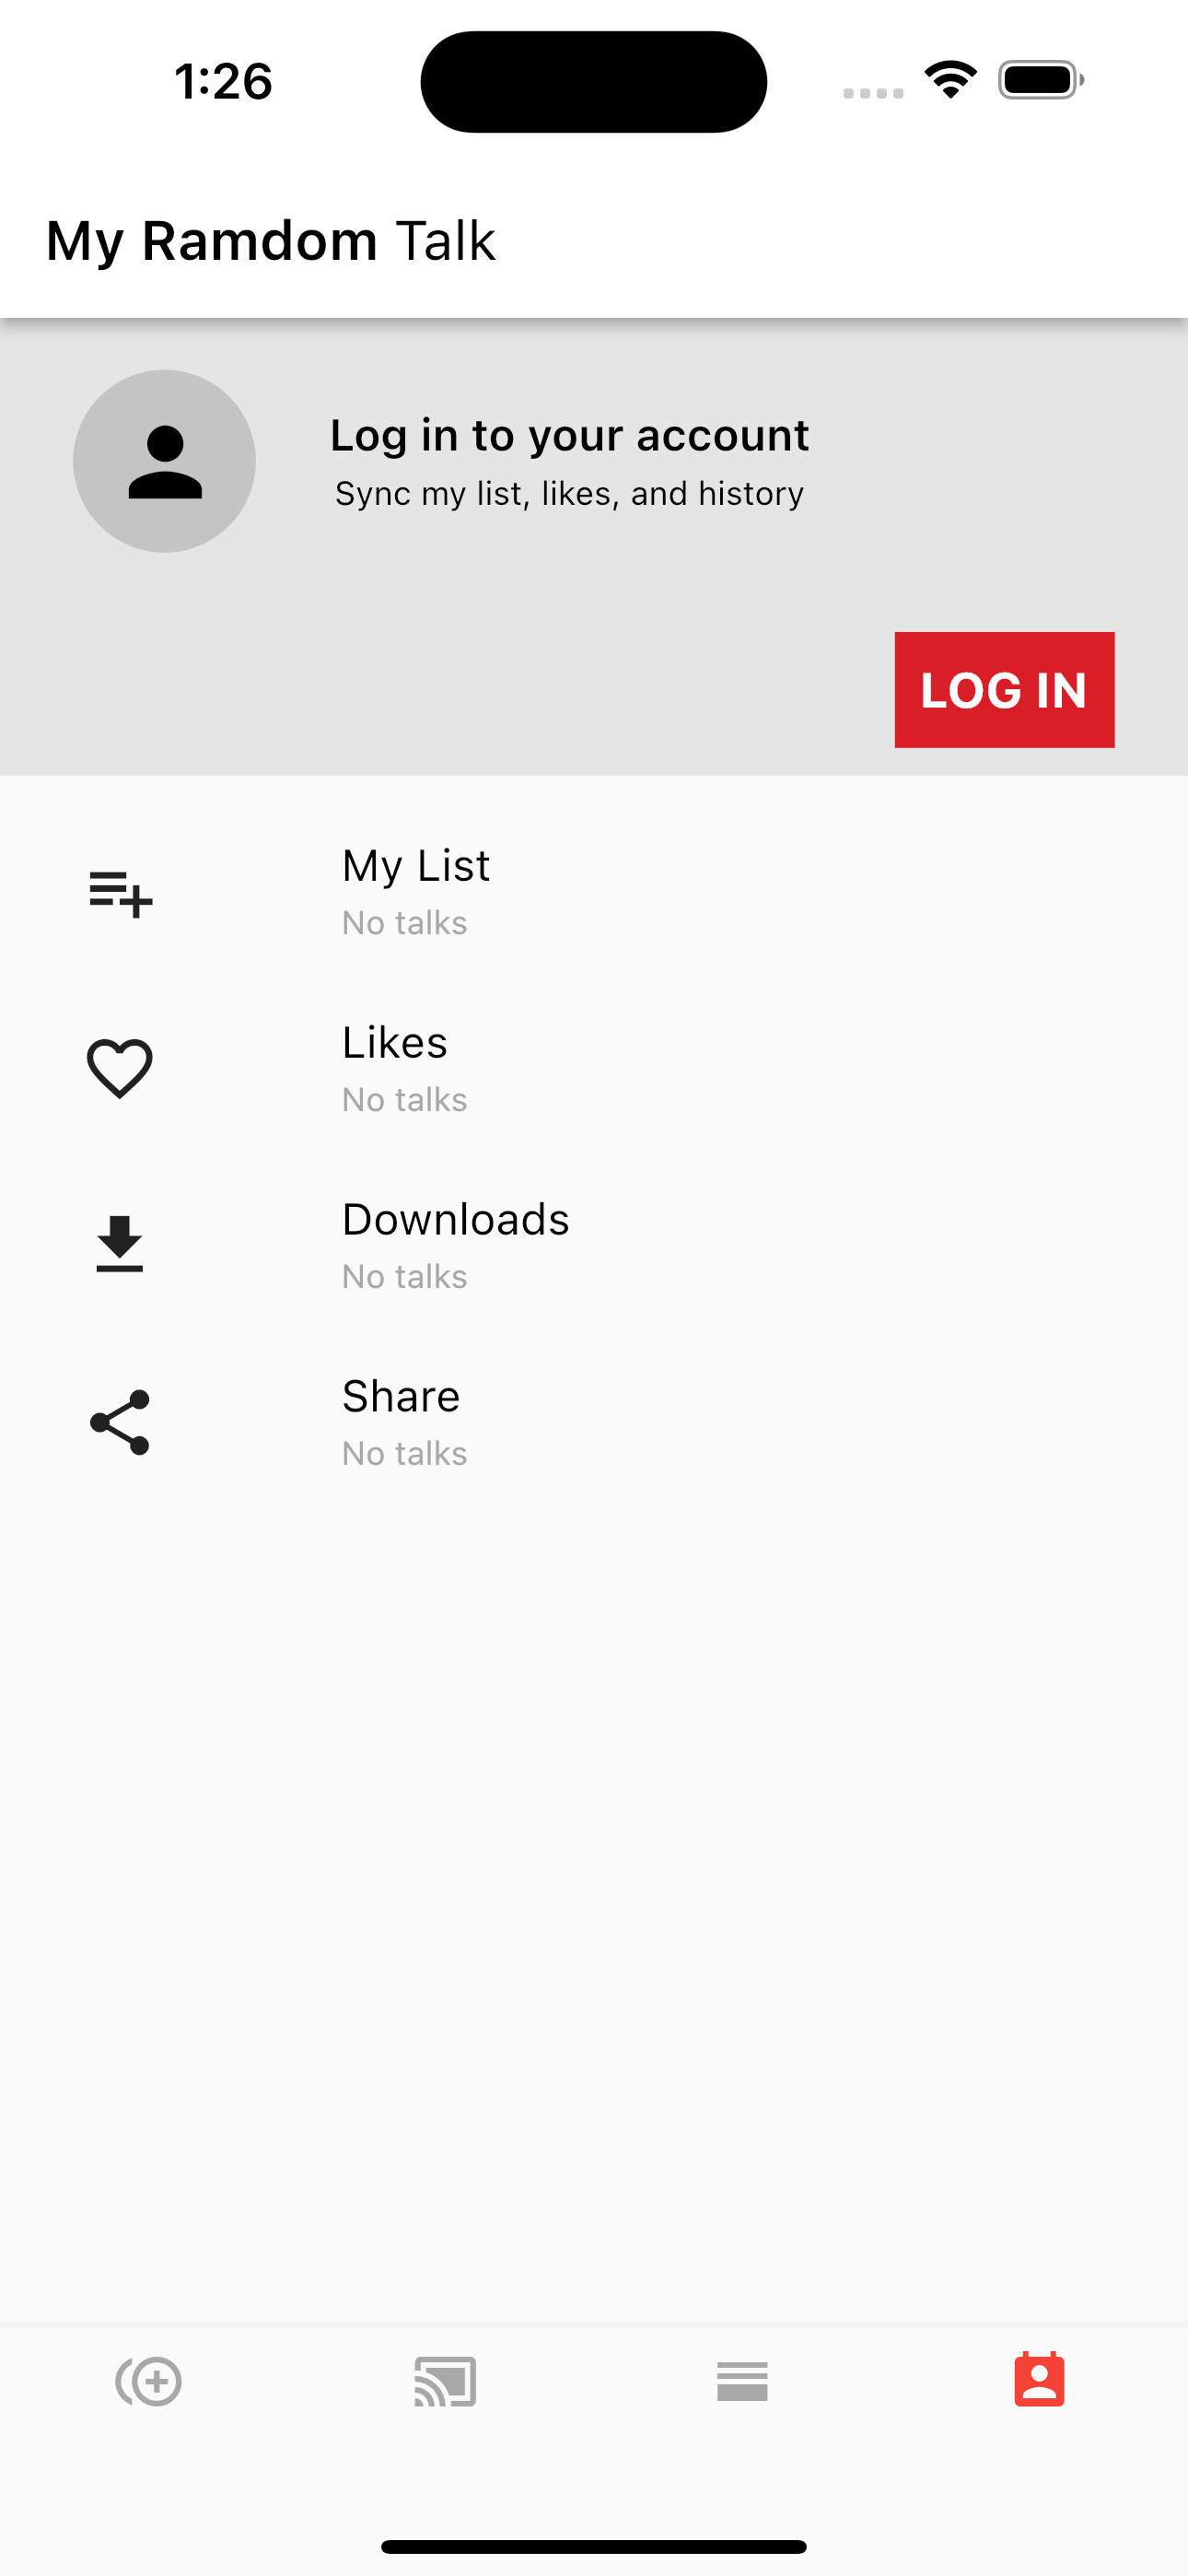 1:26
My Ramdom Talk
Log in to your account
Sync my list, likes, and history
LOG IN
My List
No talks
Likes
No talks
Downloads
No talks
Share
No talks